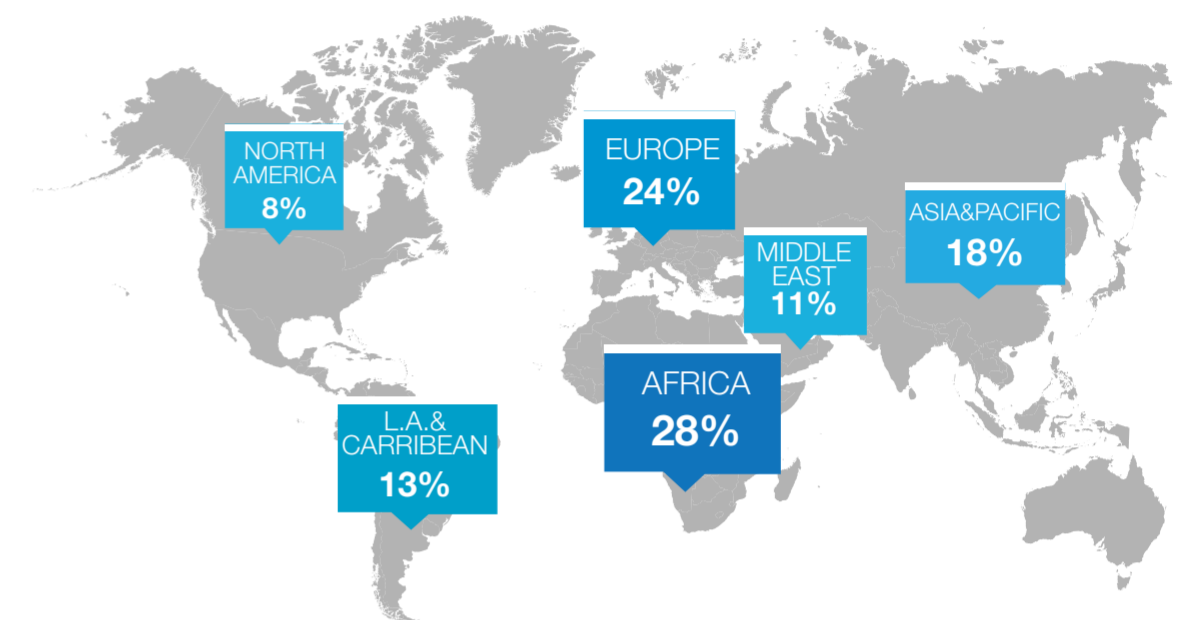 NORTH
AMERICA
8%
EUROPE
24%
ASIA&PACIFIC
18%
MIDDLE
EAST
11%
AFRICA
28%
L.A.&
CARRIBEAN
13%